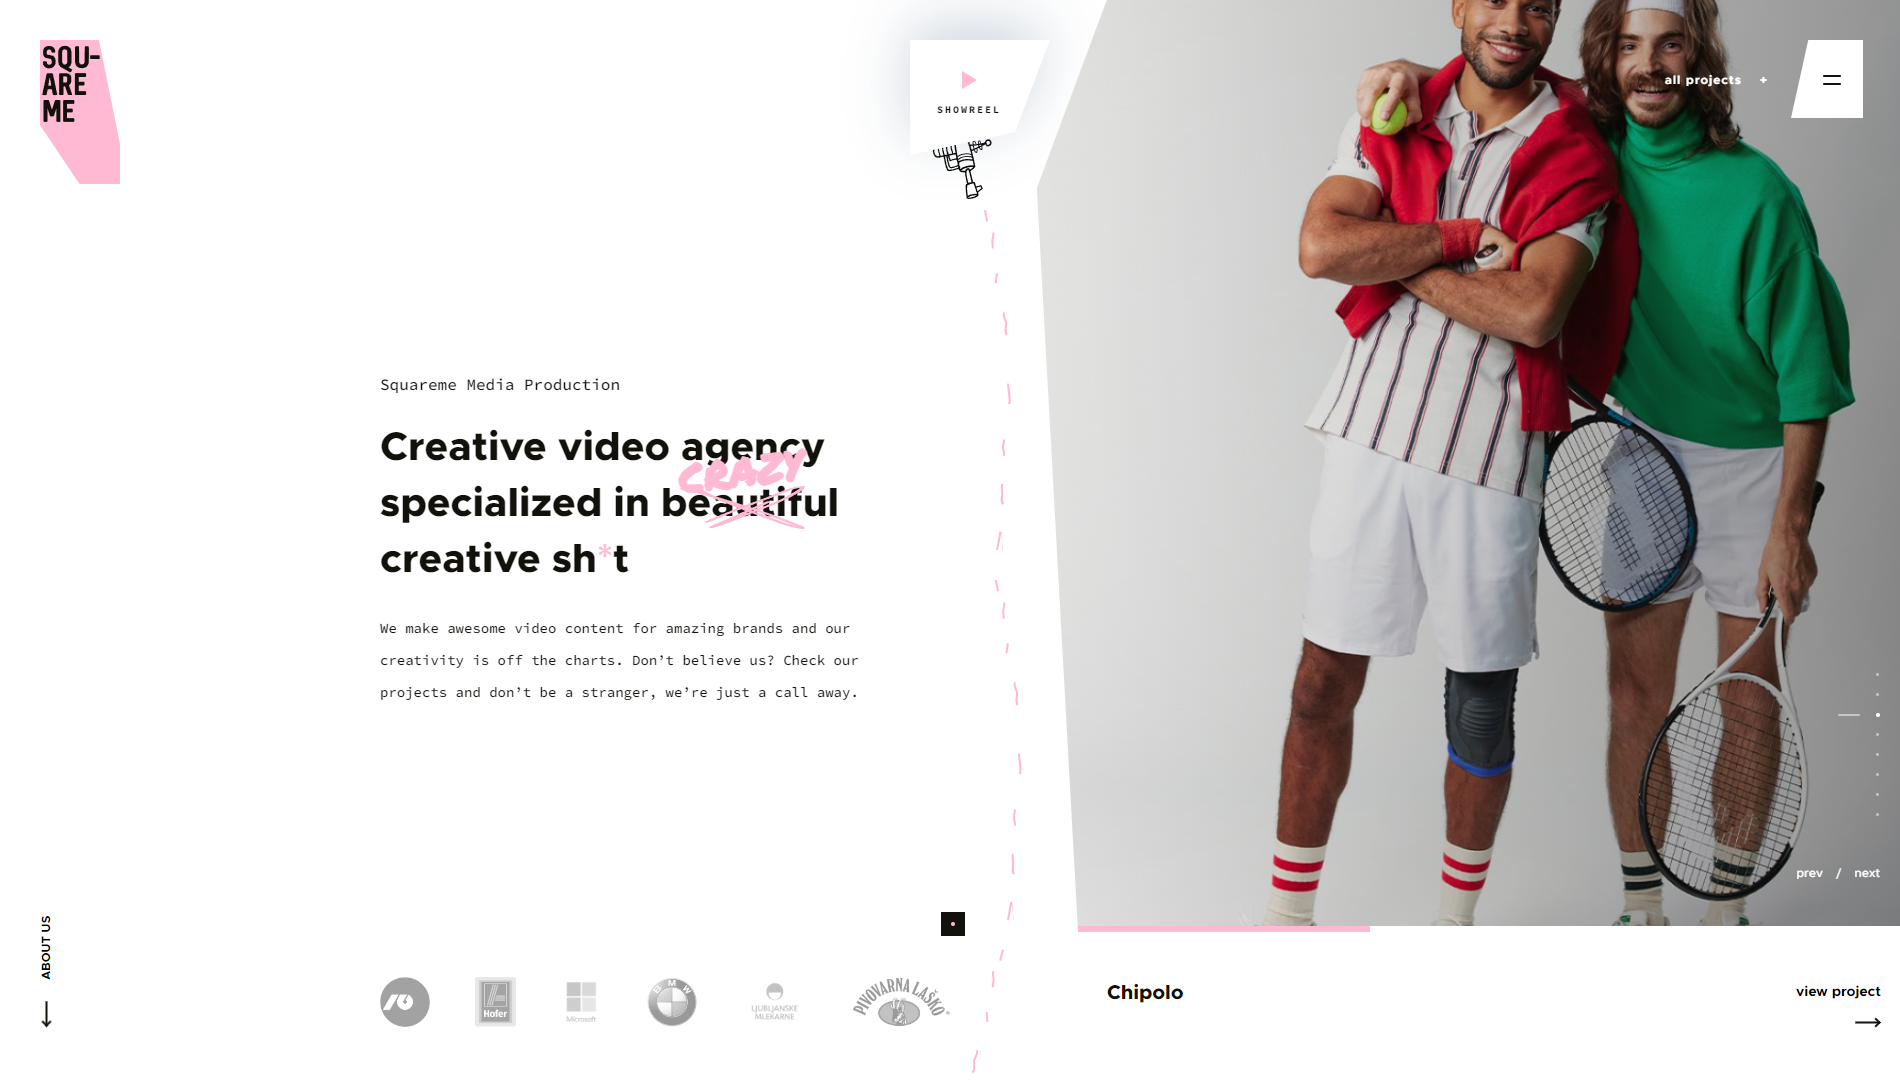 SQU-
ARE
ME
SHOWREEL
all projects +
Squareme Media Production
Creative video agency
CRAZY
specialized in beautiful
creative sh*t
We make awesome video content for amazing brands and our
creativity is off the charts. Don’t believe us? Check our
projects and don’t be a stranger, we’re just a call away.
prev / next
ABOUT US
Hofer
Microsoft
BMW
LJUBLJANSKE
MLEKARNE
PIVOVARNA LAŠKO
Chipolo
view project